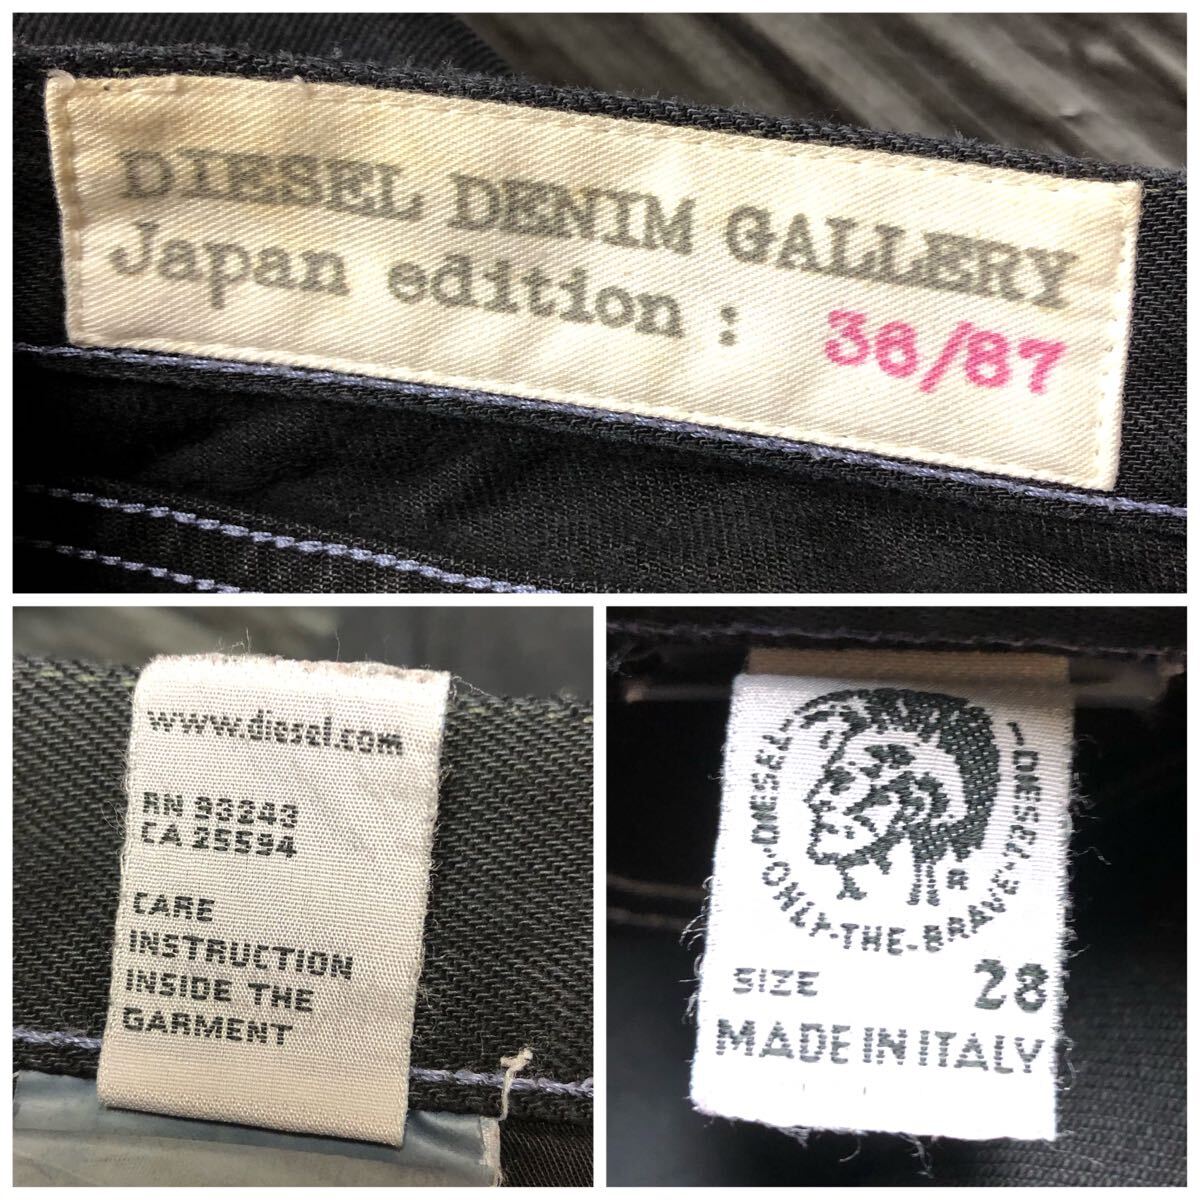 DIESEL DENIM GALLERY
Japan edition : 36/87
www.diesel.com
RN 93243
CA 25594
CARE
INSTRUCTION
INSIDE THE
GARMENT
DIESEL·ONLY·THE·BRAVE·DIESEL·
R
SIZE 28
MADE IN ITALY